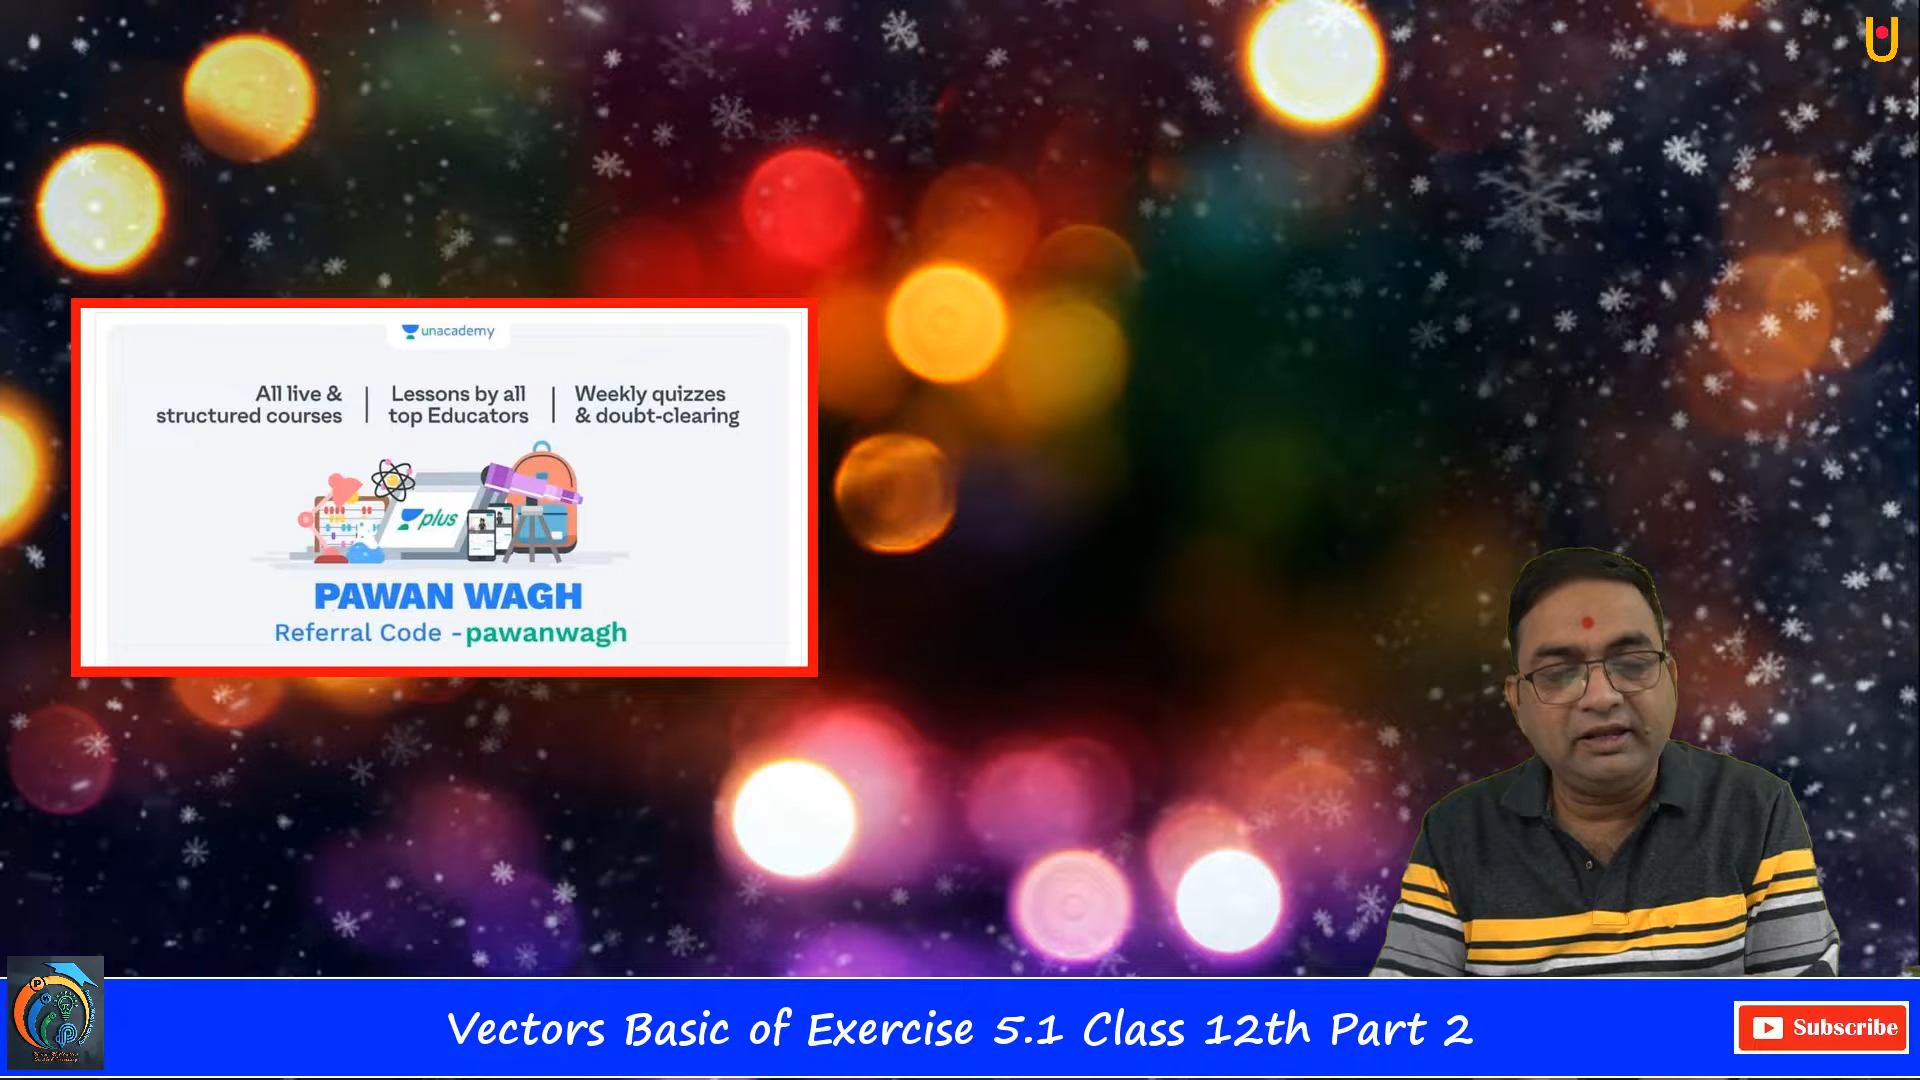 unacademy
All live &
structured courses
Lessons by all
top Educators
Weekly quizzes
& doubt-clearing
plus
PAWAN WAGH
Referral Code - pawanwagh
Vectors Basic of Exercise 5.1 Class 12th Part 2
Subscribe